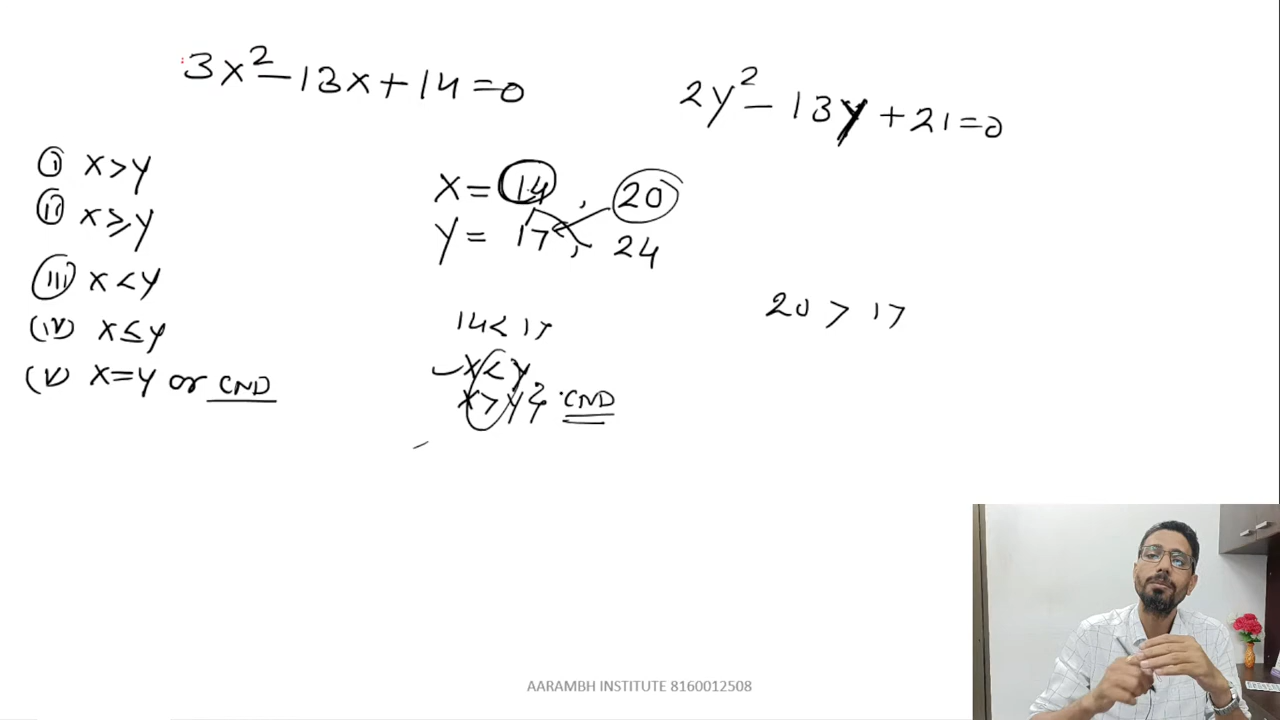 3x² - 13x + 14 = 0
2y² - 13y + 21 = 0
(i) x > y
(ii) x ≥ y
(iii) x < y
(iv) x ≤ y
(v) x = y or CND
x = 14, 20
y = 17, 24
14 < 17
20 > 17
x < y
x > y } CND
AARAMBH INSTITUTE 8160012508